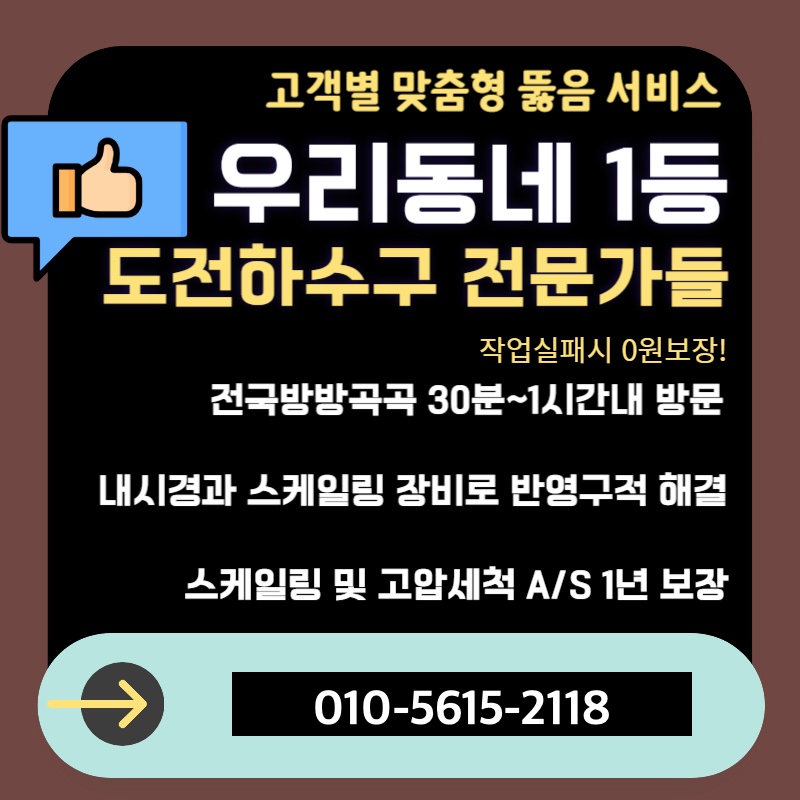 고객별 맞춤형 뚫음 서비스
우리동네 1등
도전하수구 전문가들
작업실패시 0원보장!
전국방방곡곡 30분~1시간내 방문
내시경과 스케일링 장비로 반영구적 해결
스케일링 및 고압세척 A/S 1년 보장
010-5615-2118